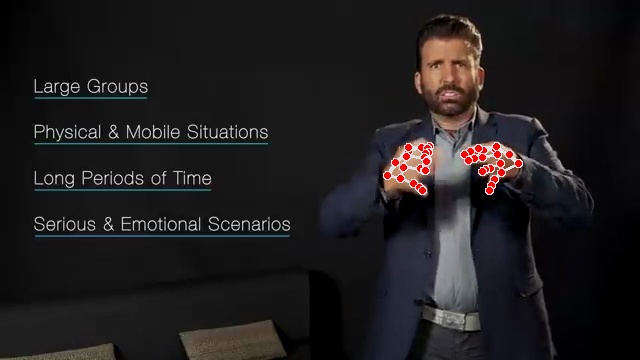 Large Groups
Physical & Mobile Situations
Long Periods of Time
Serious & Emotional Scenarios